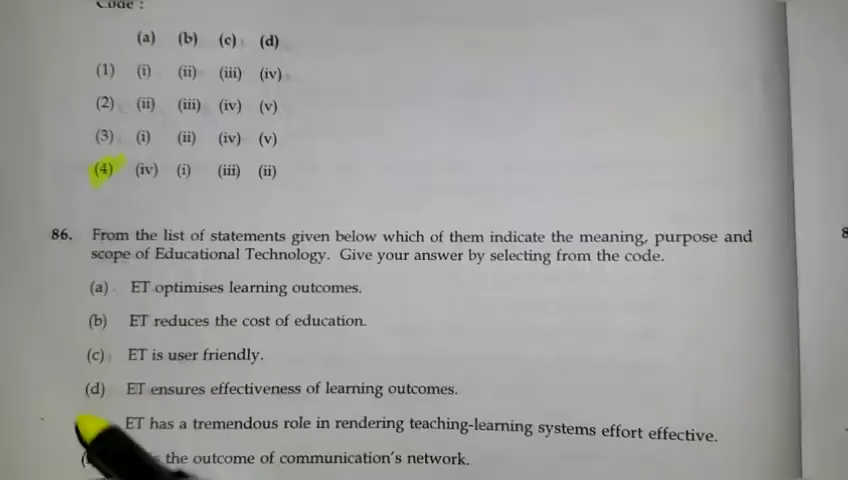 Code :
(a) (b) (c) (d)
(1) (i) (ii) (iii) (iv)
(2) (ii) (iii) (iv) (v)
(3) (i) (ii) (iv) (v)
(4) (iv) (i) (iii) (ii)
86. From the list of statements given below which of them indicate the meaning, purpose and
scope of Educational Technology. Give your answer by selecting from the code.
(a) ET optimises learning outcomes.
(b) ET reduces the cost of education.
(c) ET is user friendly.
(d) ET ensures effectiveness of learning outcomes.
ET has a tremendous role in rendering teaching-learning systems effort effective.
the outcome of communication's network.